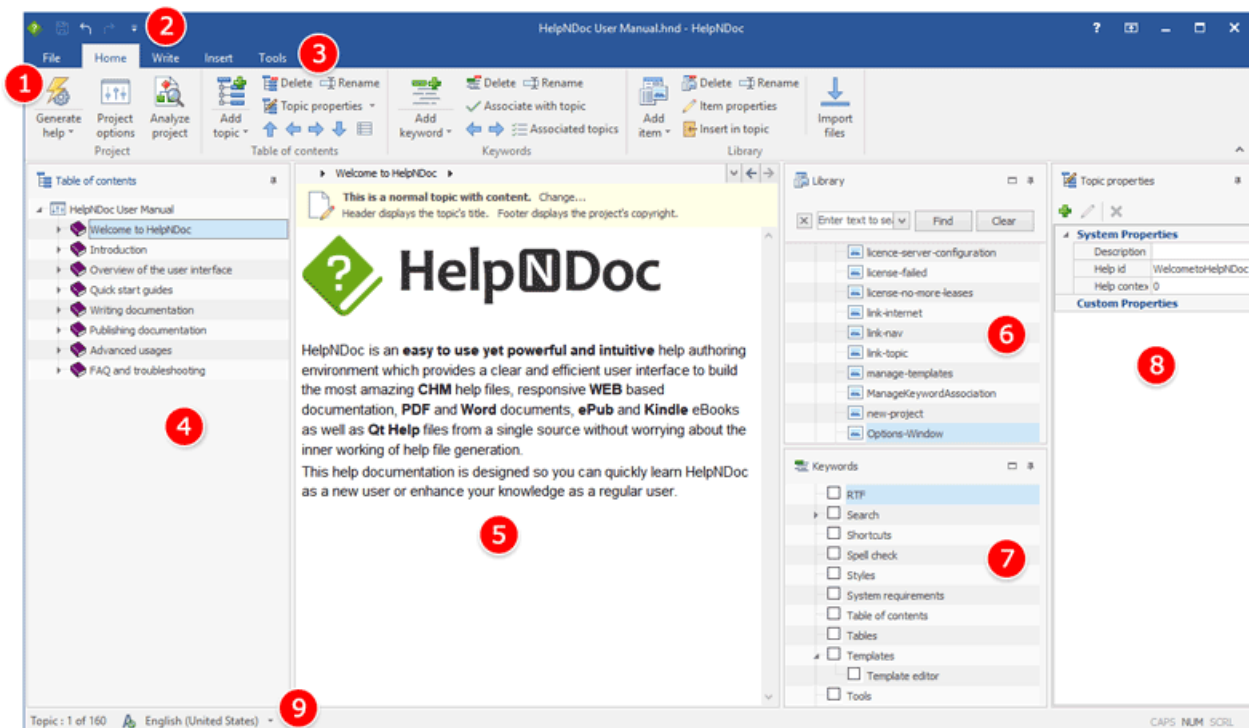 HelpNDoc User Manual.hnd - HelpNDoc
?
2
File Home Write Insert Tools
3
1
Generate help
Project options
Analyze project
Project
Add topic
Delete Rename
Topic properties
Table of contents
Add keyword
Delete Rename
Associate with topic
Associated topics
Keywords
Add item
Delete Rename
Item properties
Insert in topic
Library
Import files
Table of contents
HelpNDoc User Manual
Welcome to HelpNDoc
Introduction
Overview of the user interface
Quick start guides
Writing documentation
Publishing documentation
Advanced usages
FAQ and troubleshooting
4
Welcome to HelpNDoc
This is a normal topic with content. Change...
Header displays the topic's title. Footer displays the project's copyright.
? HelpNDoc
HelpNDoc is an easy to use yet powerful and intuitive help authoring
environment which provides a clear and efficient user interface to build
the most amazing CHM help files, responsive WEB based
documentation, PDF and Word documents, ePub and Kindle eBooks
as well as Qt Help files from a single source without worrying about the
inner working of help file generation.
This help documentation is designed so you can quickly learn HelpNDoc
as a new user or enhance your knowledge as a regular user.
5
Library
Enter text to se Find Clear
licence-server-configuration
license-failed
license-no-more-leases
link-internet
link-nav
link-topic
manage-templates
ManageKeywordAssociation
new-project
Options-Window
6
Keywords
RTF
Search
Shortcuts
Spell check
Styles
System requirements
Table of contents
Tables
Templates
Template editor
Tools
7
Topic properties
System Properties
Description
Help id WelcometoHelpNDoc
Help contex 0
Custom Properties
8
Topic : 1 of 160 English (United States)
9
CAPS NUM SCRL